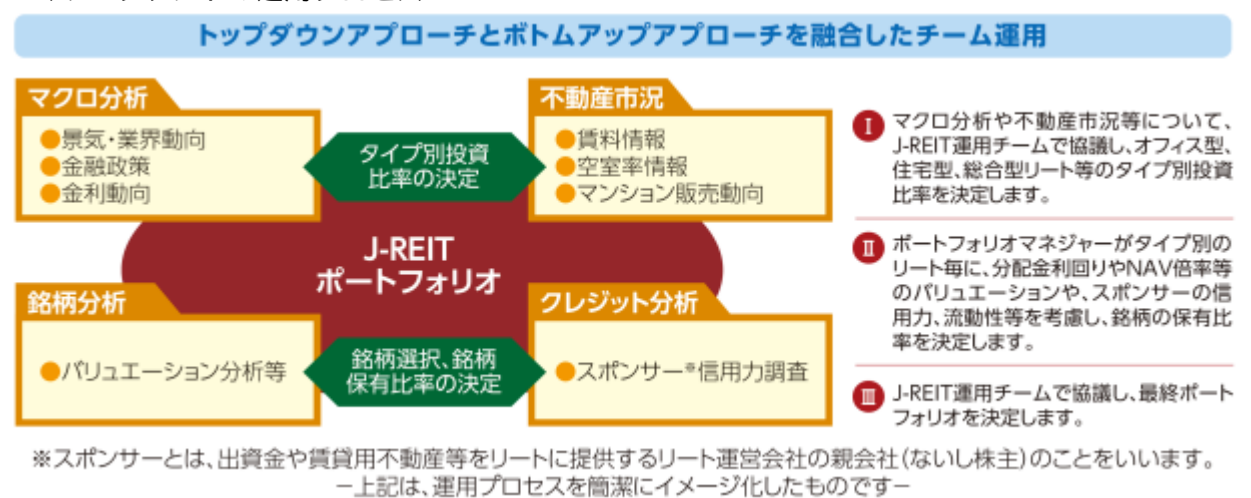 トップダウンアプローチとボトムアップアプローチを融合したチーム運用
マクロ分析
●景気・業界動向
●金融政策
●金利動向
タイプ別投資
比率の決定
不動産市況
●賃料情報
●空室率情報
●マンション販売動向
J-REIT
ポートフォリオ
銘柄分析
●バリュエーション分析等
銘柄選択、銘柄
保有比率の決定
クレジット分析
●スポンサー※信用力調査
Ⅰ マクロ分析や不動産市況等について、
J-REIT運用チームで協議し、オフィス型、
住宅型、総合型リート等のタイプ別投資
比率を決定します。
Ⅱ ポートフォリオマネジャーがタイプ別の
リート毎に、分配金利回りやNAV倍率等
のバリュエーションや、スポンサーの信
用力、流動性等を考慮し、銘柄の保有比
率を決定します。
Ⅲ J-REIT運用チームで協議し、最終ポート
フォリオを決定します。
※スポンサーとは、出資金や賃貸用不動産等をリートに提供するリート運営会社の親会社(ないし株主)のことをいいます。
−上記は、運用プロセスを簡潔にイメージ化したものです−